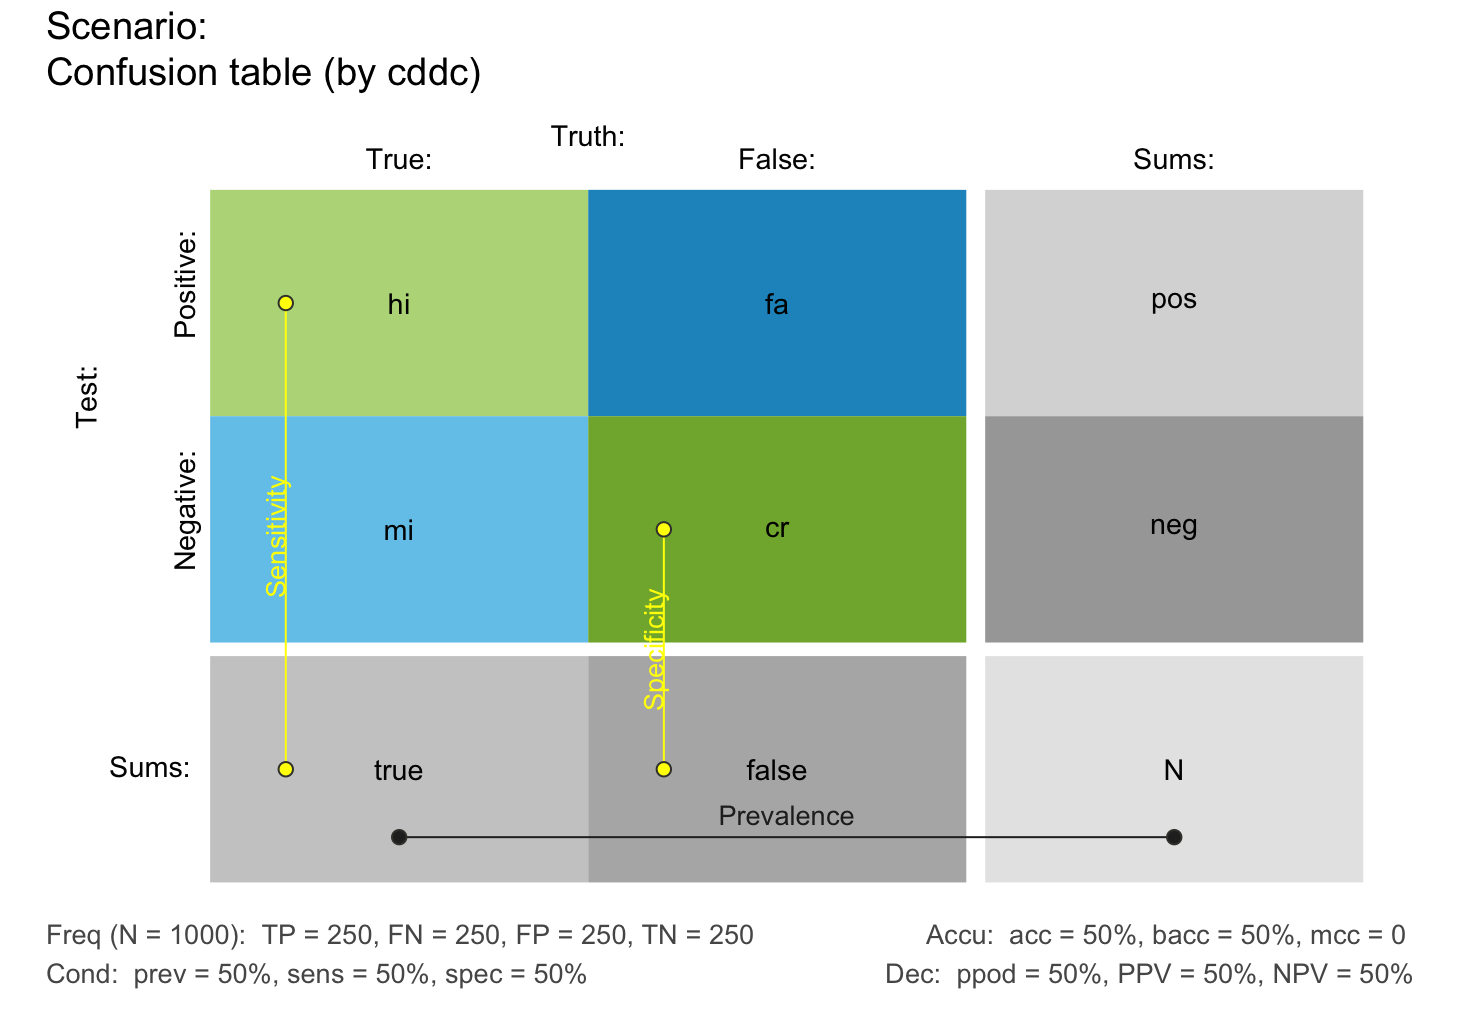 Scenario:
Confusion table (by cddc)
Truth:
True:
False:
Sums:
Test:
Positive:
hi
fa
pos
Negative:
Sensitivity
mi
cr
neg
Specificity
Sums:
true
false
N
Prevalence
Freq (N = 1000):  TP = 250, FN = 250, FP = 250, TN = 250
Accu:  acc = 50%, bacc = 50%, mcc = 0
Cond:  prev = 50%, sens = 50%, spec = 50%
Dec:  ppod = 50%, PPV = 50%, NPV = 50%